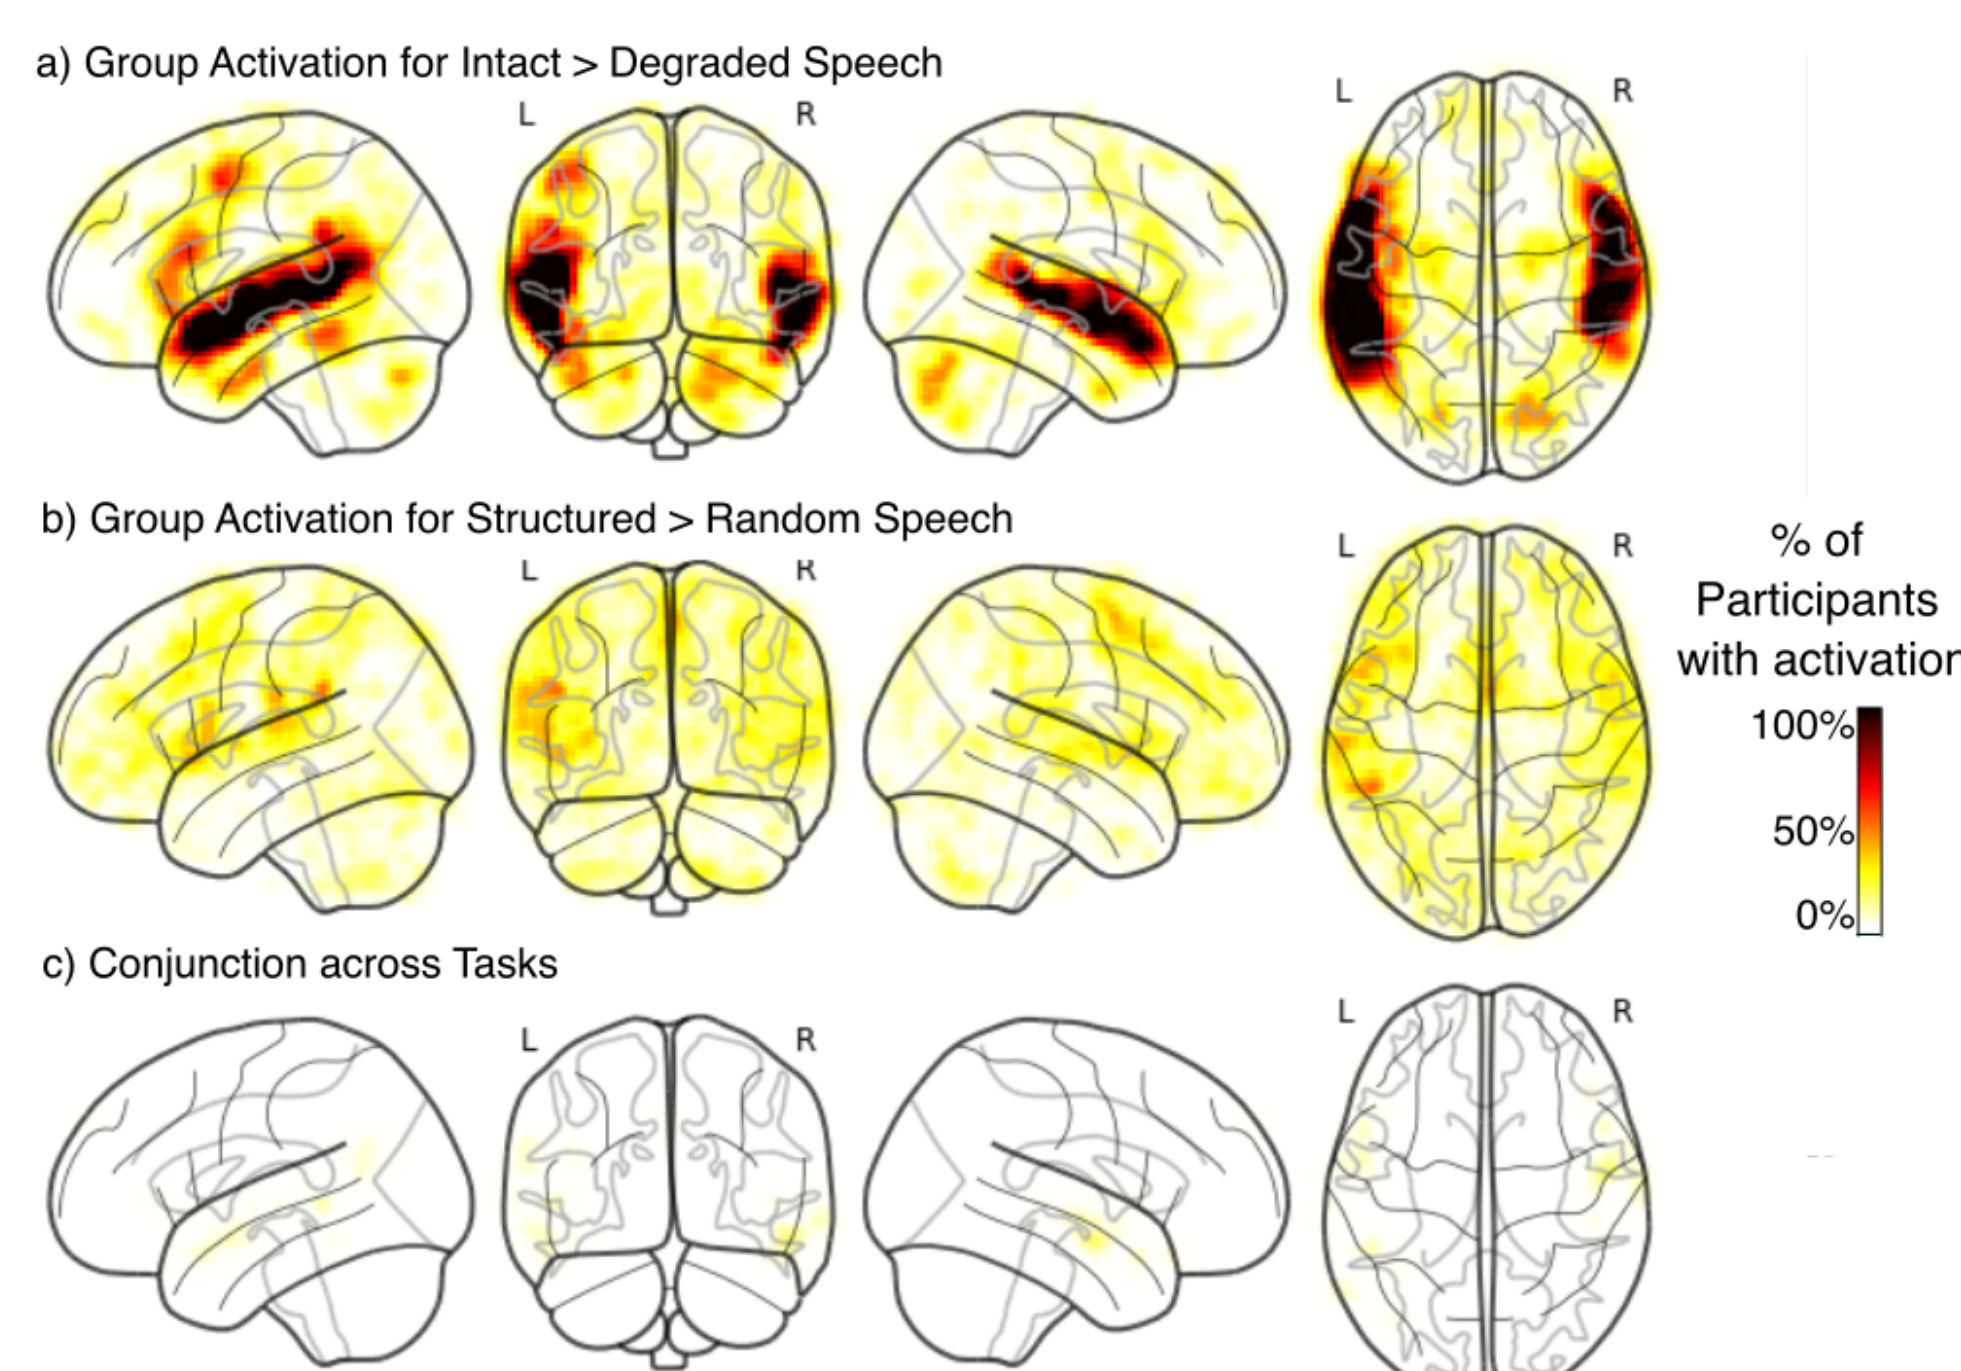 a) Group Activation for Intact > Degraded Speech
L R L R
b) Group Activation for Structured > Random Speech
L R L R
% of
Participants
with activation
100%
50%
0%
c) Conjunction across Tasks
L R L R